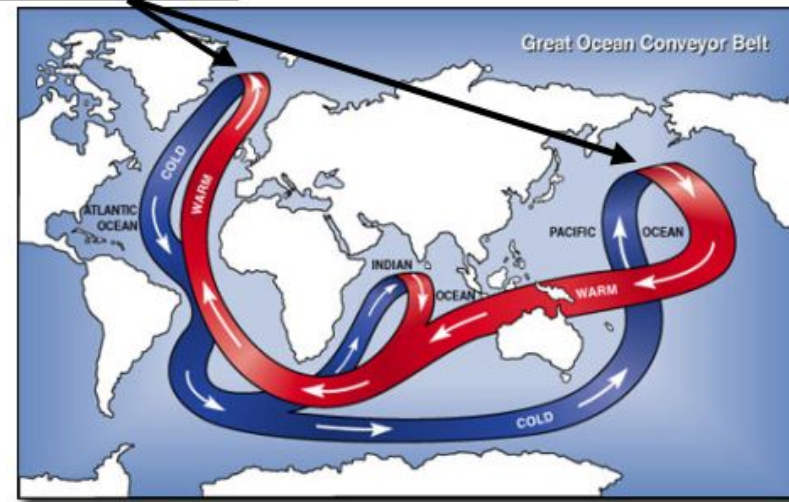 Great Ocean Conveyor Belt
COLD
WARM
ATLANTIC
OCEAN
PACIFIC
OCEAN
INDIAN
OCEAN
WARM
COLD